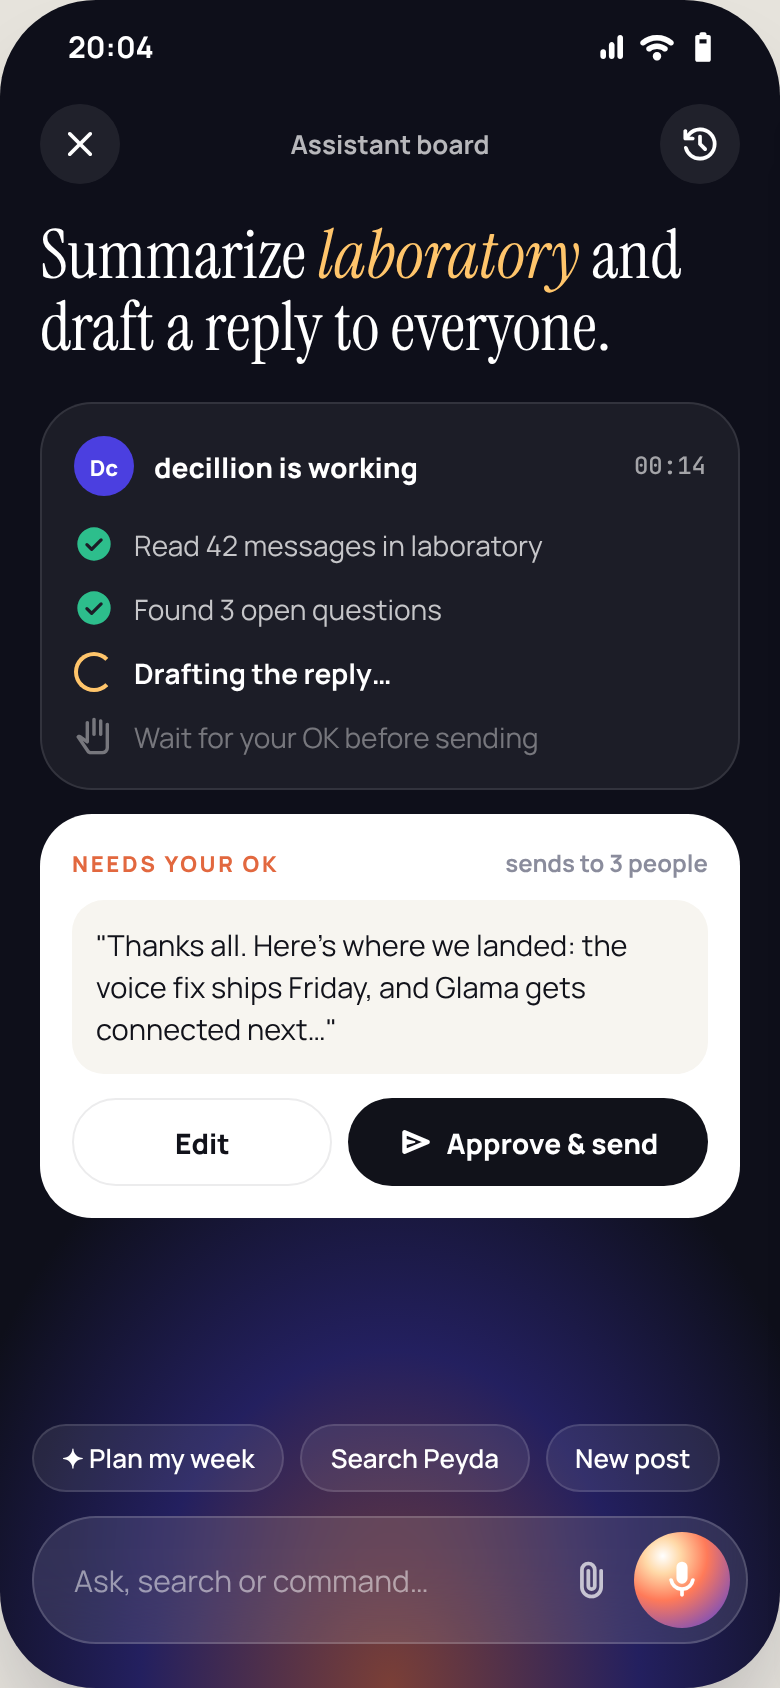 20:04
Assistant board
Summarize laboratory and
draft a reply to everyone.
Dc decillion is working 00:14
Read 42 messages in laboratory
Found 3 open questions
Drafting the reply…
Wait for your OK before sending
NEEDS YOUR OK sends to 3 people
"Thanks all. Here’s where we landed: the
voice fix ships Friday, and Glama gets
connected next…"
Edit Approve & send
✦ Plan my week Search Peyda New post
Ask, search or command…